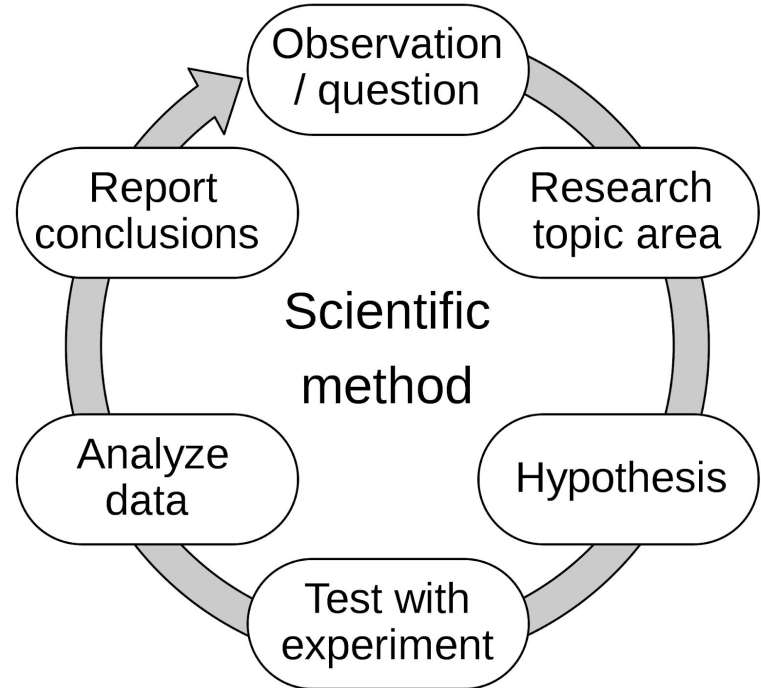 Observation
/ question
Research
topic area
Hypothesis
Test with
experiment
Analyze
data
Report
conclusions
Scientific
method